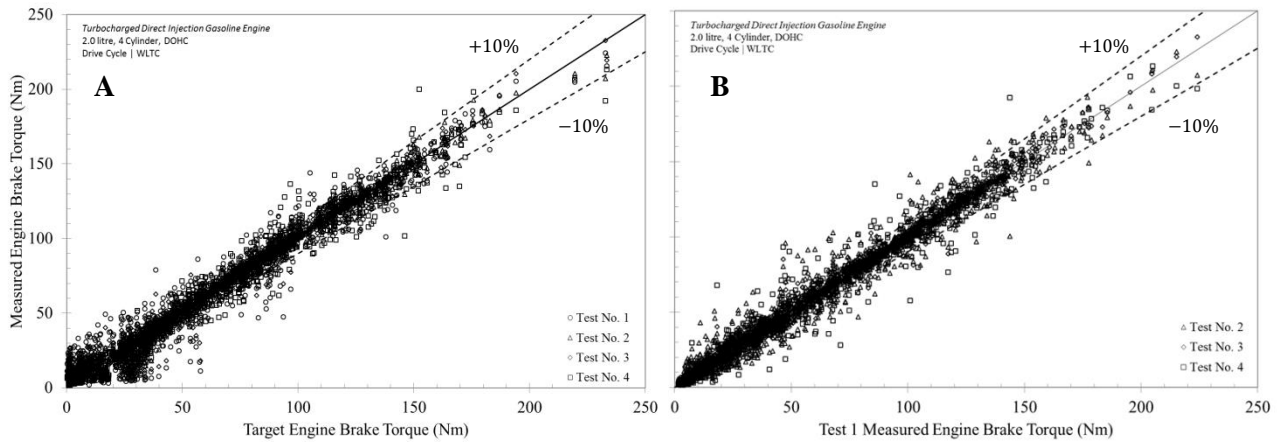 Turbocharged Direct Injection Gasoline Engine
2.0 litre, 4 Cylinder, DOHC
Drive Cycle | WLTC
A
+10%
−10%
Measured Engine Brake Torque (Nm)
250
200
150
100
50
0
0
50
100
150
200
250
Target Engine Brake Torque (Nm)
Test No. 1
Test No. 2
Test No. 3
Test No. 4
Turbocharged Direct Injection Gasoline Engine
2.0 litre, 4 Cylinder, DOHC
Drive Cycle | WLTC
B
+10%
−10%
0
50
100
150
200
250
Test 1 Measured Engine Brake Torque (Nm)
Test No. 2
Test No. 3
Test No. 4